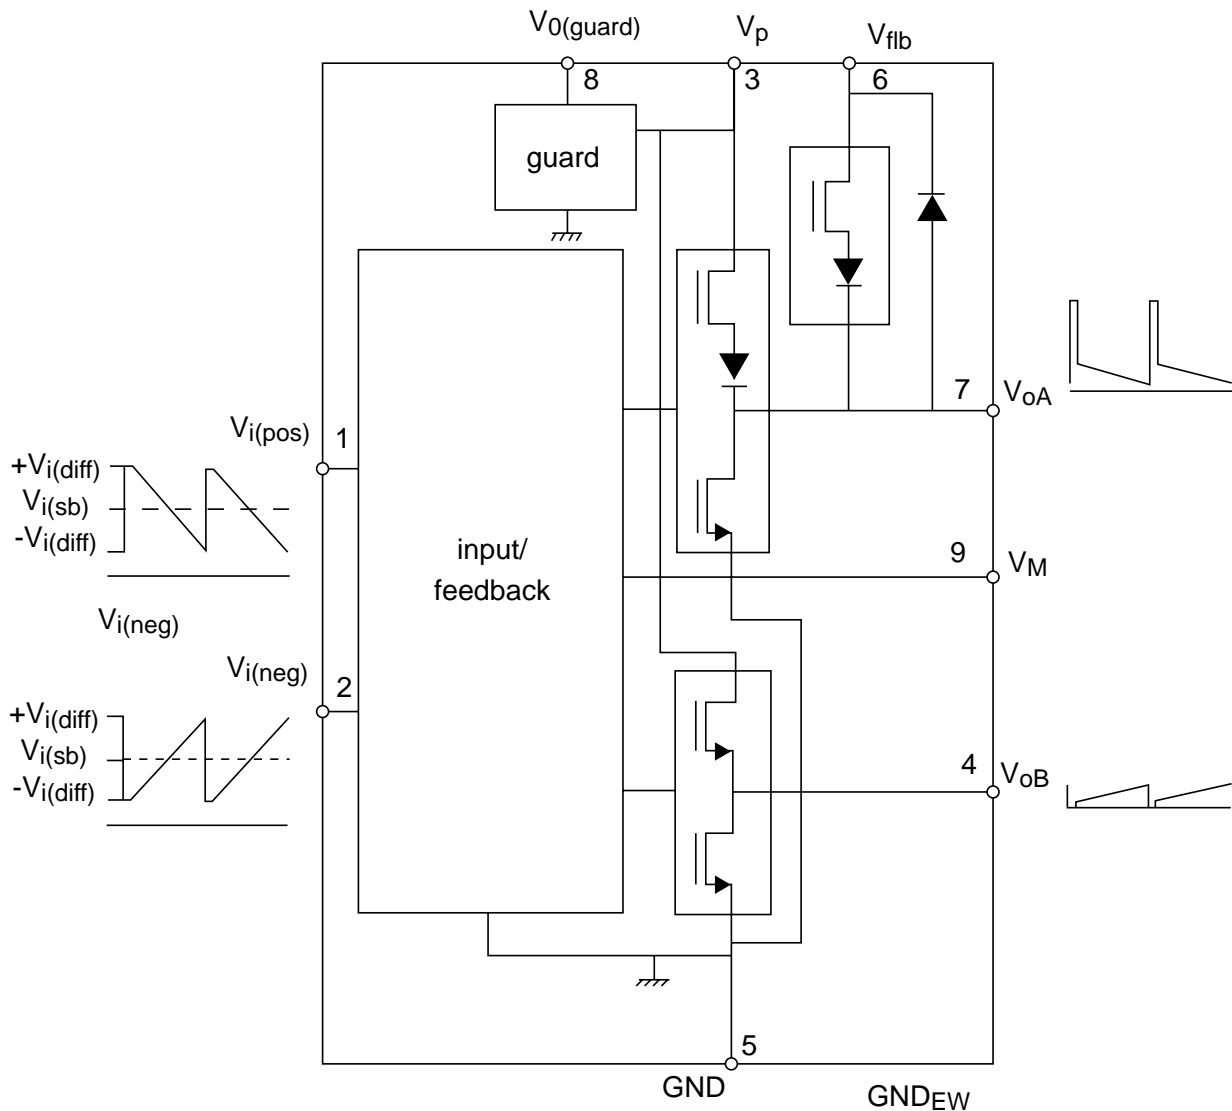 V0(guard)
Vp
Vflb
8
3
6
guard
7
VoA
Vi(pos)
1
+Vi(diff)
Vi(sb)
-Vi(diff)
input/
feedback
9
VM
Vi(neg)
Vi(neg)
2
+Vi(diff)
Vi(sb)
-Vi(diff)
4
VoB
5
GND
GNDEW